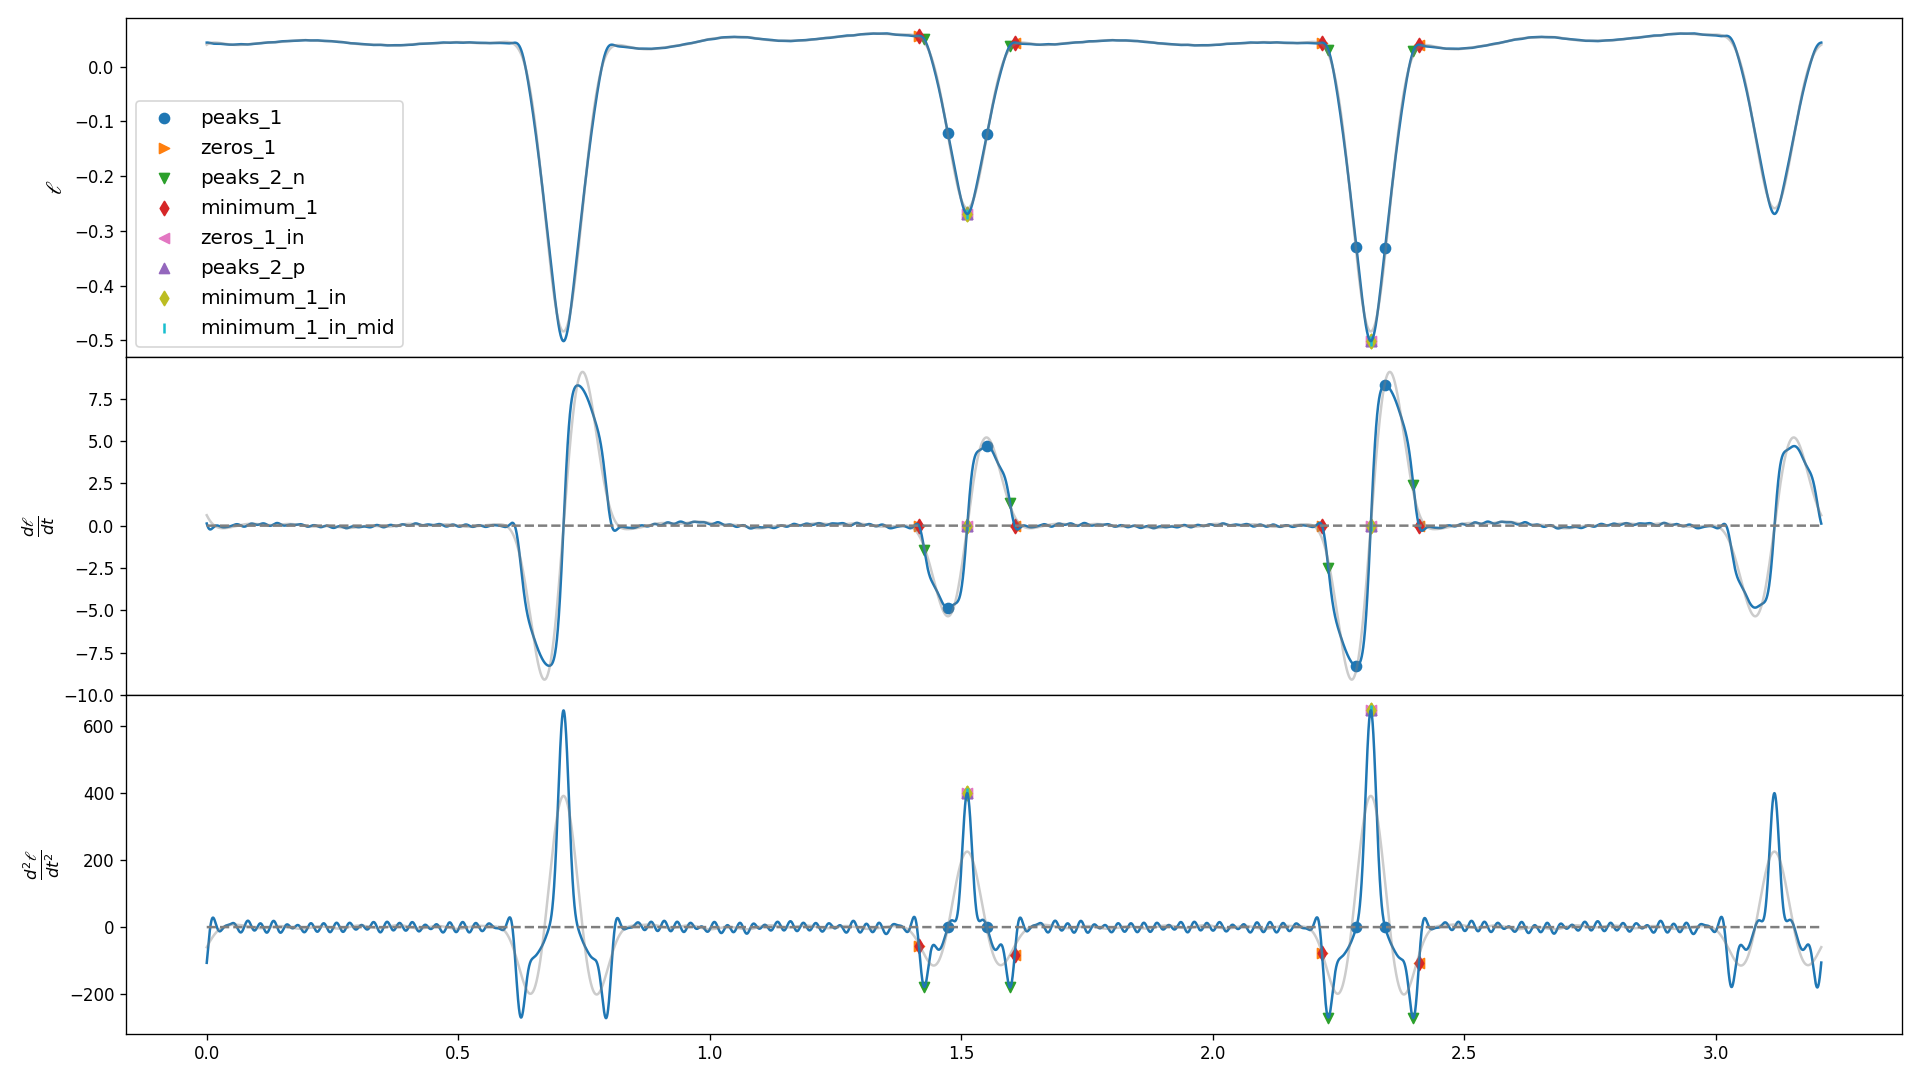 0.0
−0.1
−0.2
−0.3
−0.4
−0.5
ℓ
peaks_1
zeros_1
peaks_2_n
minimum_1
zeros_1_in
peaks_2_p
minimum_1_in
minimum_1_in_mid
7.5
5.0
2.5
0.0
−2.5
−5.0
−7.5
−10.0
dℓ
dt
600
400
200
0
−200
d²ℓ
dt²
0.0 0.5 1.0 1.5 2.0 2.5 3.0